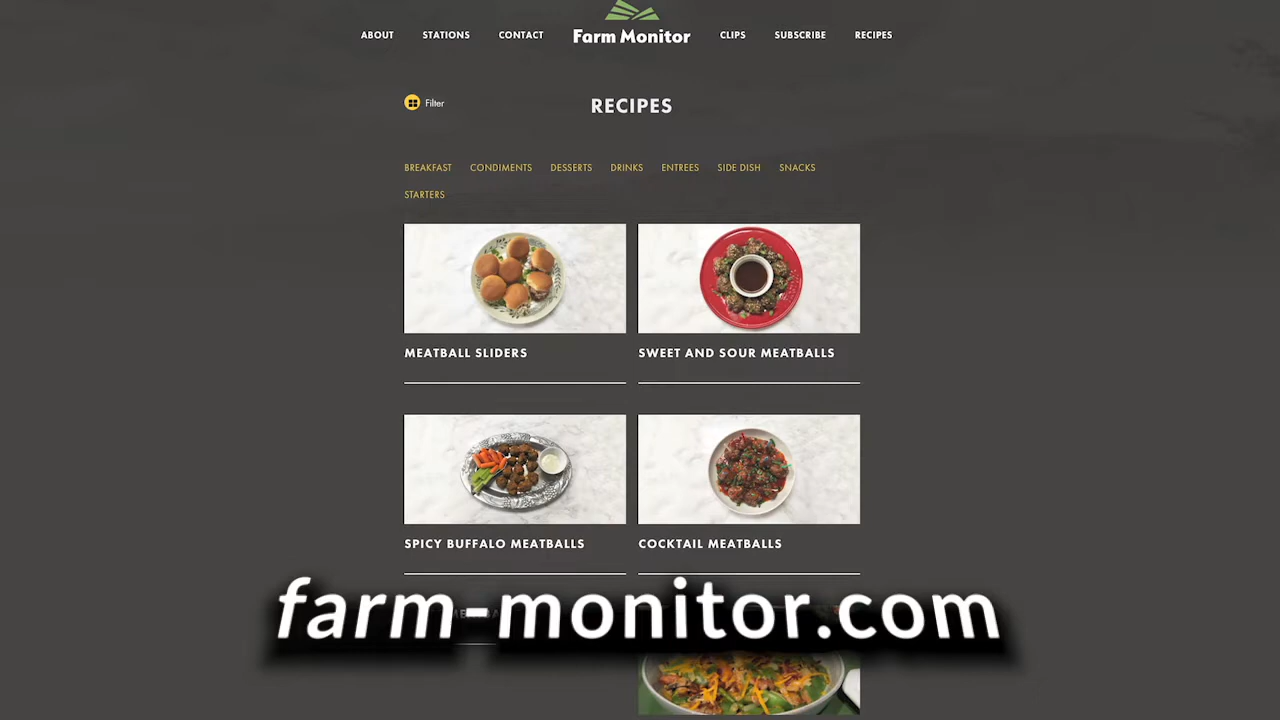 ABOUT STATIONS CONTACT Farm Monitor CLIPS SUBSCRIBE RECIPES
Filter
RECIPES
BREAKFAST CONDIMENTS DESSERTS DRINKS ENTREES SIDE DISH SNACKS
STARTERS
MEATBALL SLIDERS
SWEET AND SOUR MEATBALLS
SPICY BUFFALO MEATBALLS
COCKTAIL MEATBALLS
farm-monitor.com